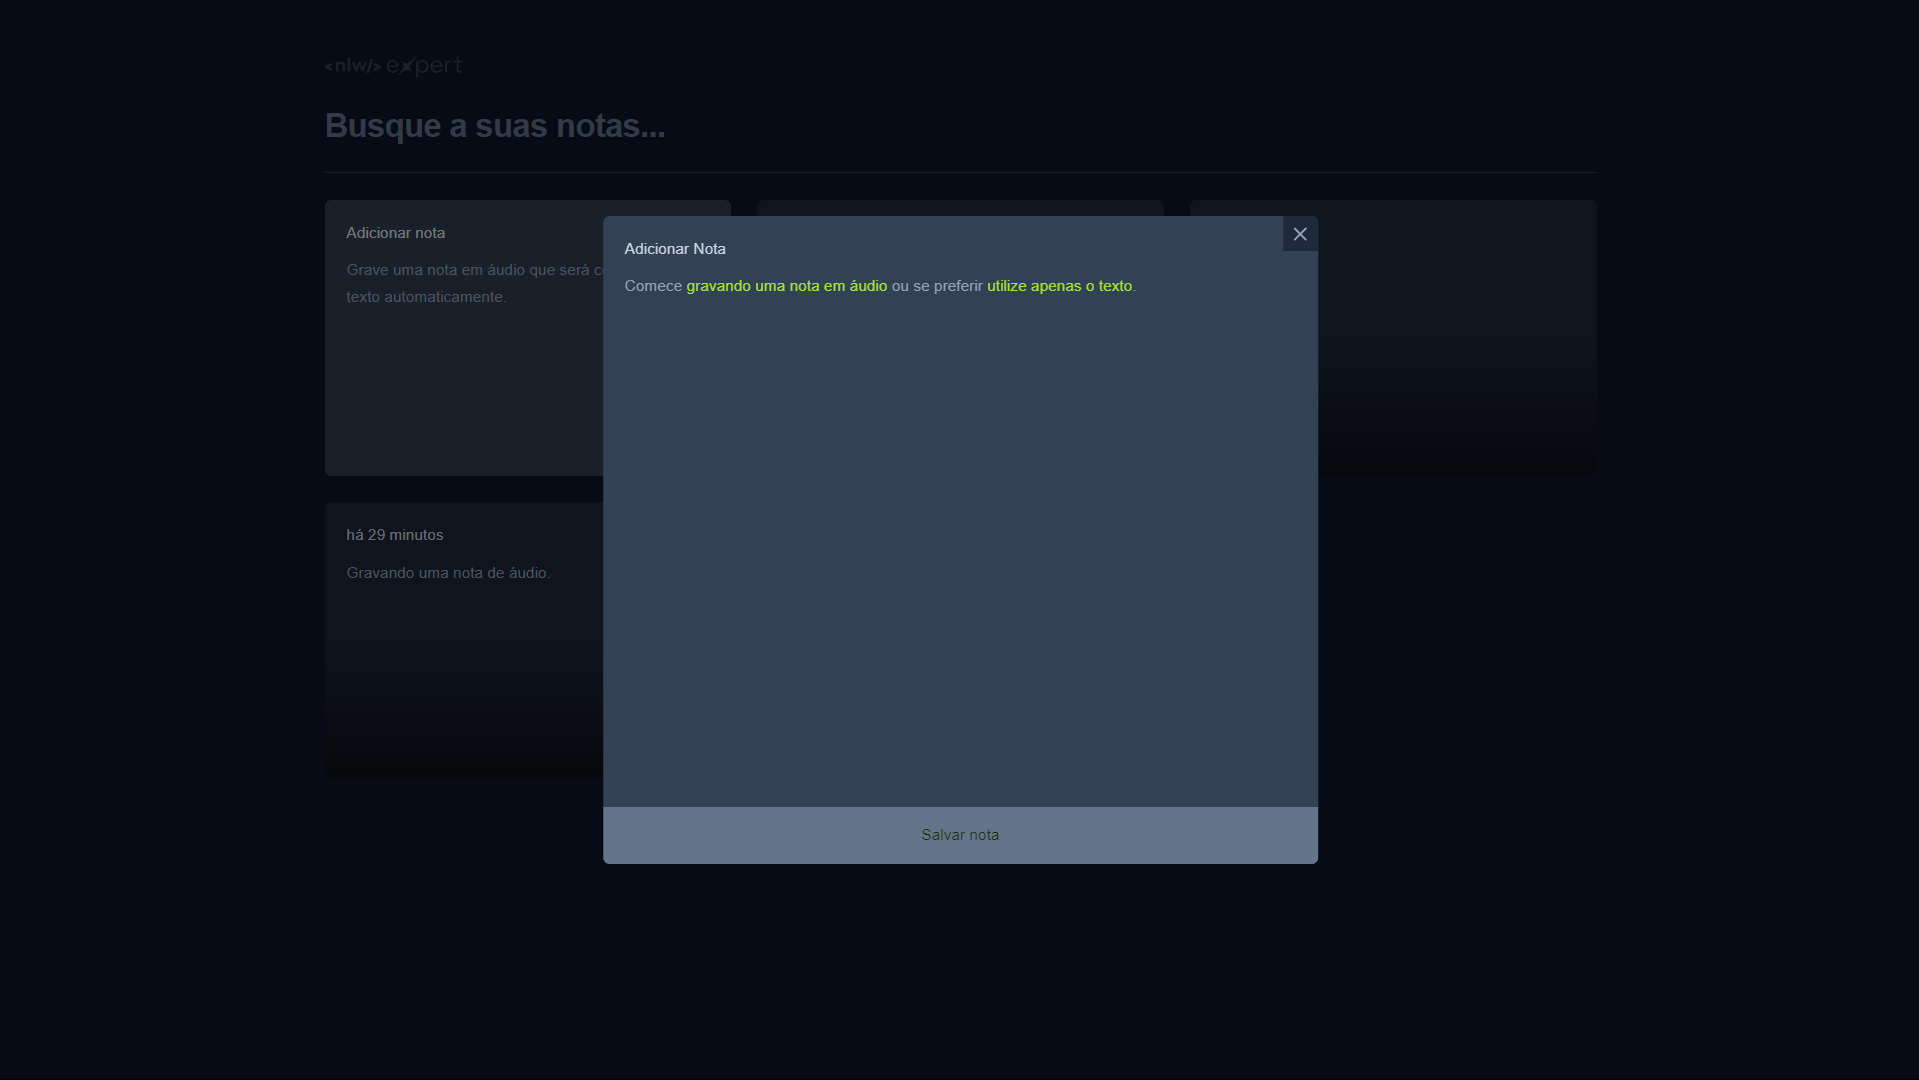 <nlw/> expert
Busque a suas notas...
Adicionar nota
Grave uma nota em áudio que será
texto automaticamente.
há 29 minutos
Gravando uma nota de áudio.
Adicionar Nota
Comece gravando uma nota em áudio ou se preferir utilize apenas o texto.
Salvar nota